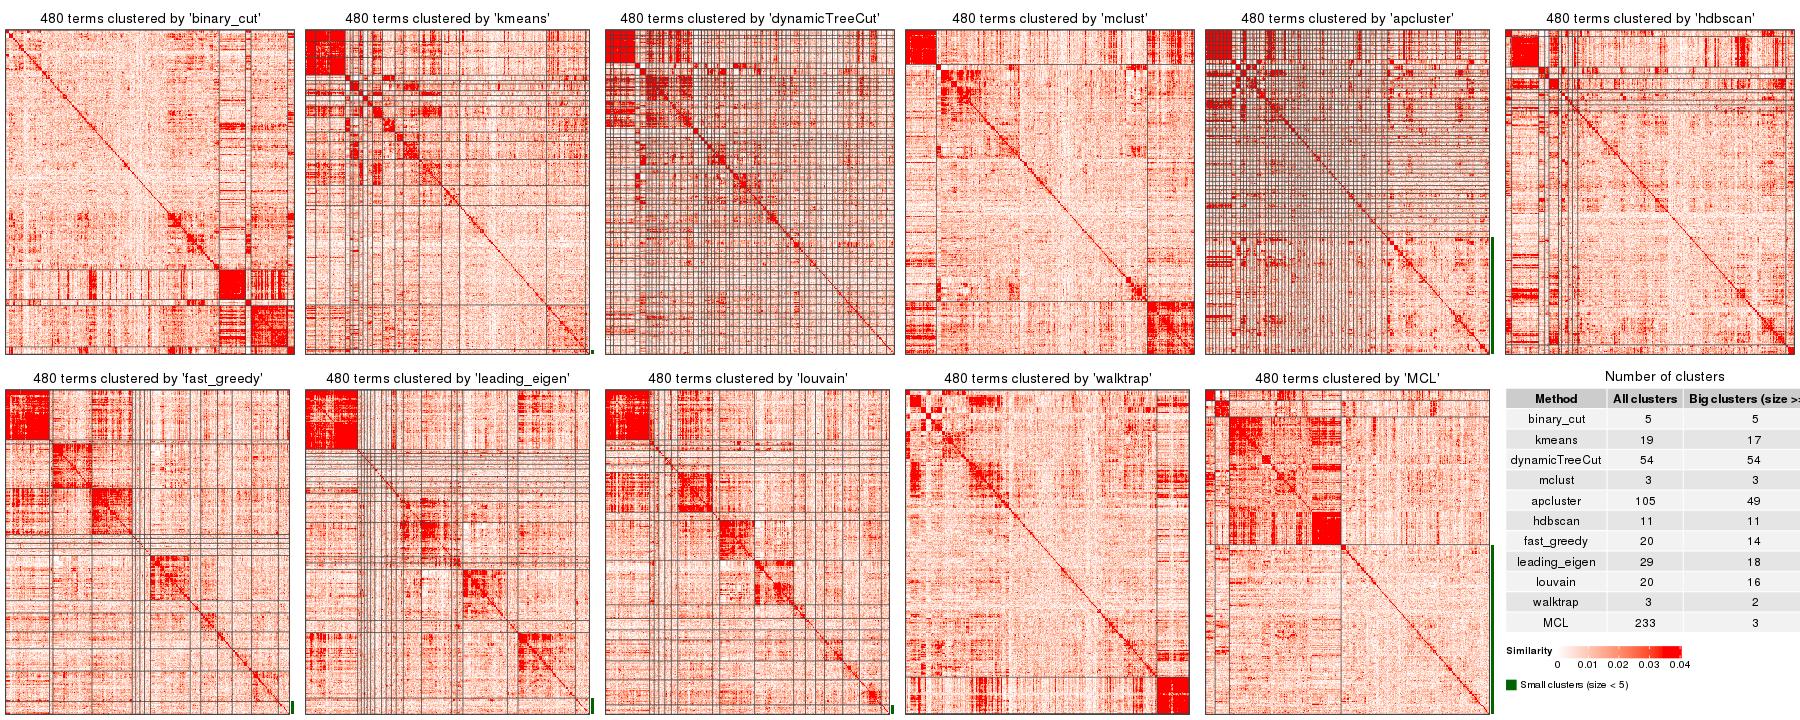 480 terms clustered by 'binary_cut'
480 terms clustered by 'kmeans'
480 terms clustered by 'dynamicTreeCut'
480 terms clustered by 'mclust'
480 terms clustered by 'apcluster'
480 terms clustered by 'hdbscan'
480 terms clustered by 'fast_greedy'
480 terms clustered by 'leading_eigen'
480 terms clustered by 'louvain'
480 terms clustered by 'walktrap'
480 terms clustered by 'MCL'
Number of clusters
Method All clusters Big clusters (size >=
binary_cut 5 5
kmeans 19 17
dynamicTreeCut 54 54
mclust 3 3
apcluster 105 49
hdbscan 11 11
fast_greedy 20 14
leading_eigen 29 18
louvain 20 16
walktrap 3 2
MCL 233 3
Similarity
0 0.01 0.02 0.03 0.04
Small clusters (size < 5)